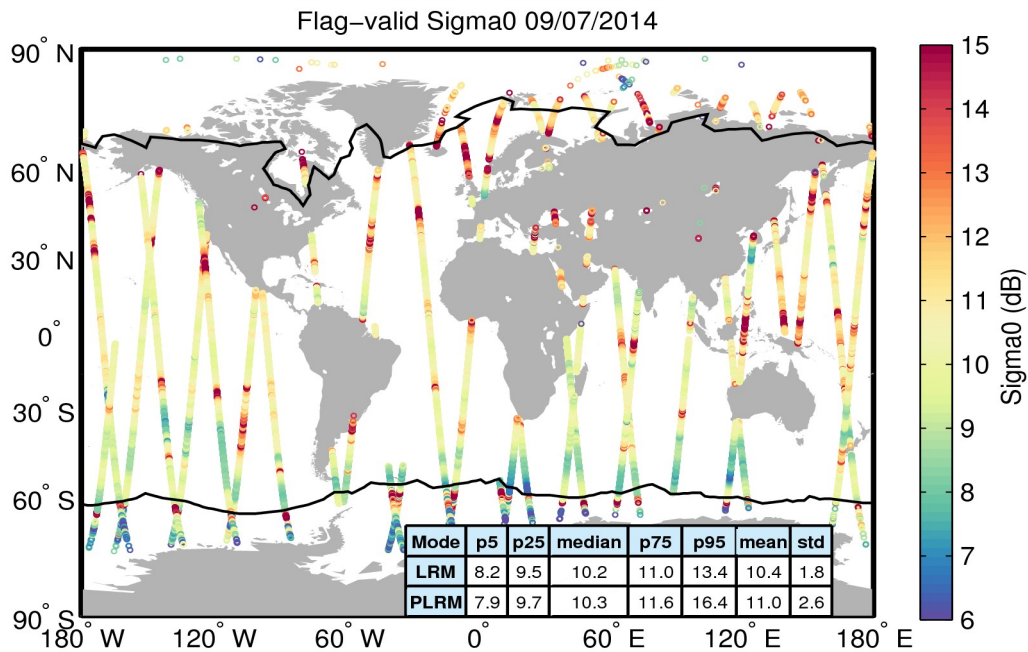 Flag−valid Sigma0 09/07/2014
90° N
60° N
30° N
0°
30° S
60° S
90° S
180° W
120° W
60° W
0°
60° E
120° E
180° E
Mode p5 p25 median p75 p95 mean std
LRM 8.2 9.5 10.2 11.0 13.4 10.4 1.8
PLRM 7.9 9.7 10.3 11.6 16.4 11.0 2.6
15
14
13
12
11
10
9
8
7
6
Sigma0 (dB)